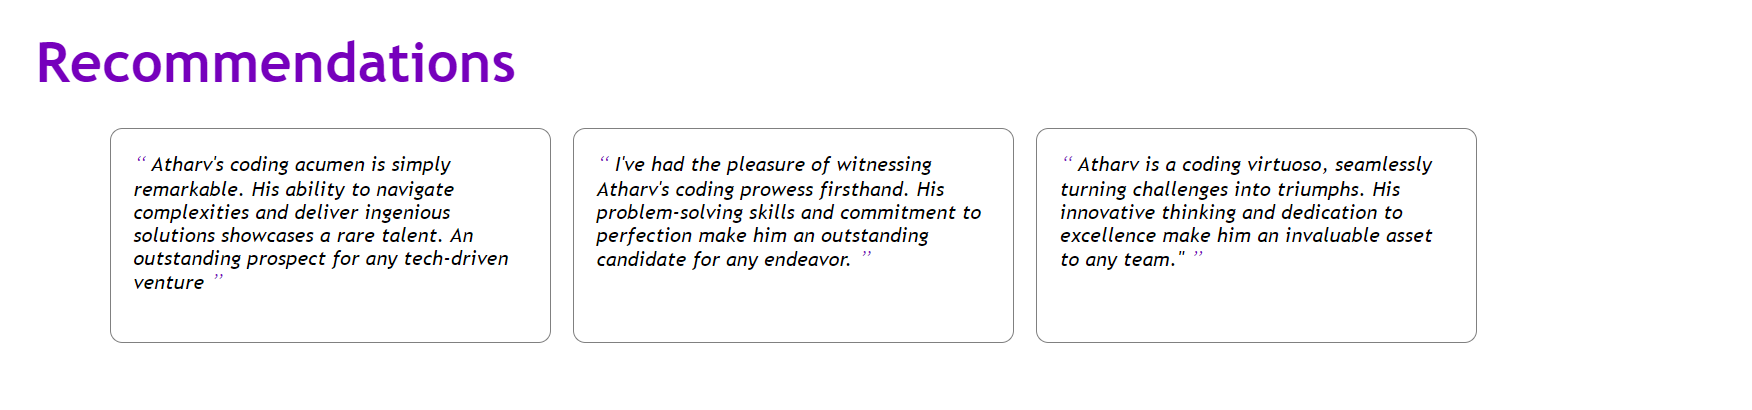 Recommendations
“ Atharv's coding acumen is simply
remarkable. His ability to navigate
complexities and deliver ingenious
solutions showcases a rare talent. An
outstanding prospect for any tech-driven
venture ”
“ I've had the pleasure of witnessing
Atharv's coding prowess firsthand. His
problem-solving skills and commitment to
perfection make him an outstanding
candidate for any endeavor. ”
“ Atharv is a coding virtuoso, seamlessly
turning challenges into triumphs. His
innovative thinking and dedication to
excellence make him an invaluable asset
to any team." ”